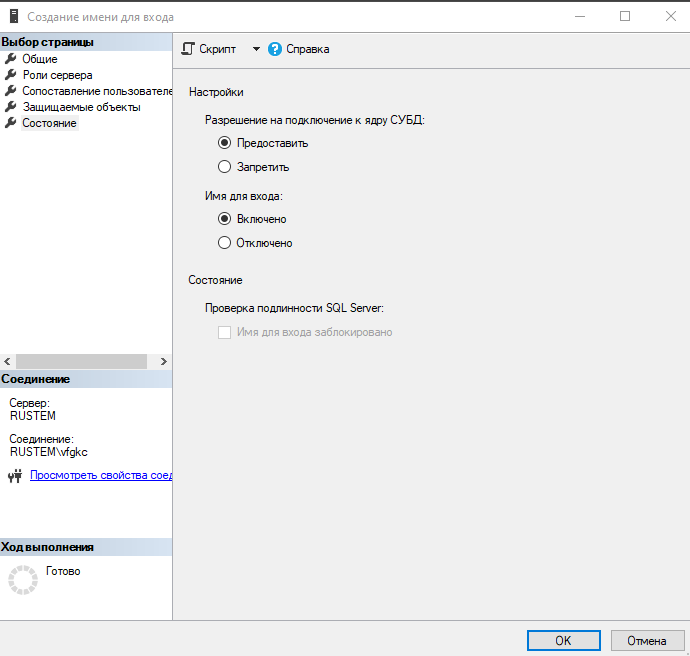 Создание имени для входа
Выбор страницы
Общие
Роли сервера
Сопоставление пользователе
Защищаемые объекты
Состояние
Скрипт
Справка
Настройки
Разрешение на подключение к ядру СУБД:
Предоставить
Запретить
Имя для входа:
Включено
Отключено
Состояние
Проверка подлинности SQL Server:
Имя для входа заблокировано
Соединение
Сервер:
RUSTEM
Соединение:
RUSTEM\vfgkc
Просмотреть свойства соед
Ход выполнения
Готово
OK
Отмена